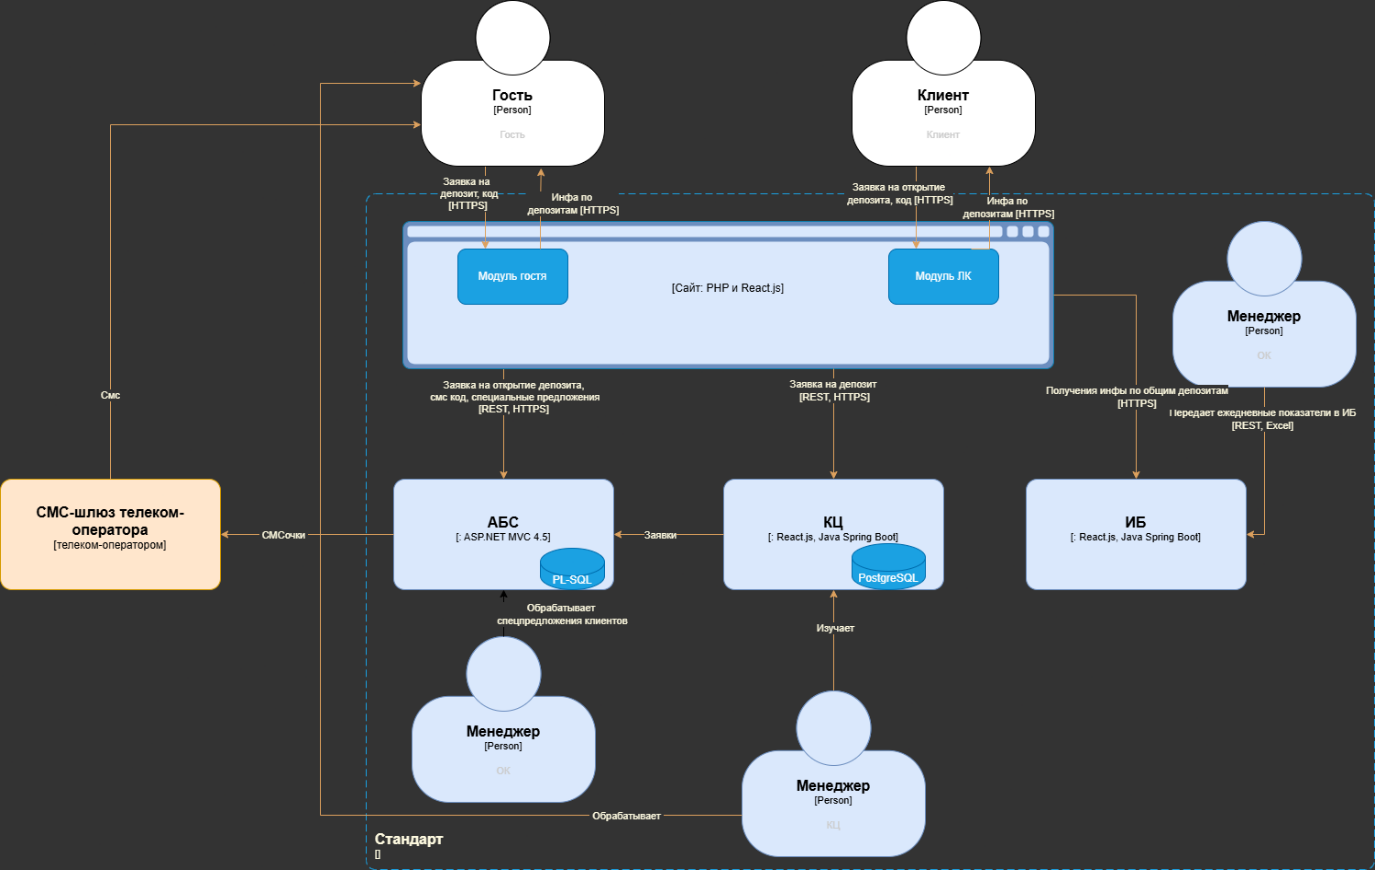 Гость
[Person]
Гость
Клиент
[Person]
Клиент
Заявка на
депозит, код
[HTTPS]
Инфа по
депозитам [HTTPS]
Заявка на открытие
депозита, код [HTTPS]
Инфа по
депозитам [HTTPS]
Модуль гостя
[Сайт: PHP и React.js]
Модуль ЛК
Менеджер
[Person]
ОК
Смс
Заявка на открытие депозита,
смс код, специальные предложения
[REST, HTTPS]
Заявка на депозит
[REST, HTTPS]
Получения инфы по общим депозитам
[HTTPS]
Передает ежедневные показатели в ИБ
[REST, Excel]
СМС-шлюз телеком-
оператора
[телеком-оператором]
СМСочки
АБС
[: ASP.NET MVC 4.5]
PL-SQL
Заявки
КЦ
[: React.js, Java Spring Boot]
PostgreSQL
ИБ
[: React.js, Java Spring Boot]
Обрабатывает
спецпредложения клиентов
Изучает
Менеджер
[Person]
ОК
Менеджер
[Person]
КЦ
Обрабатывает
Стандарт
[]